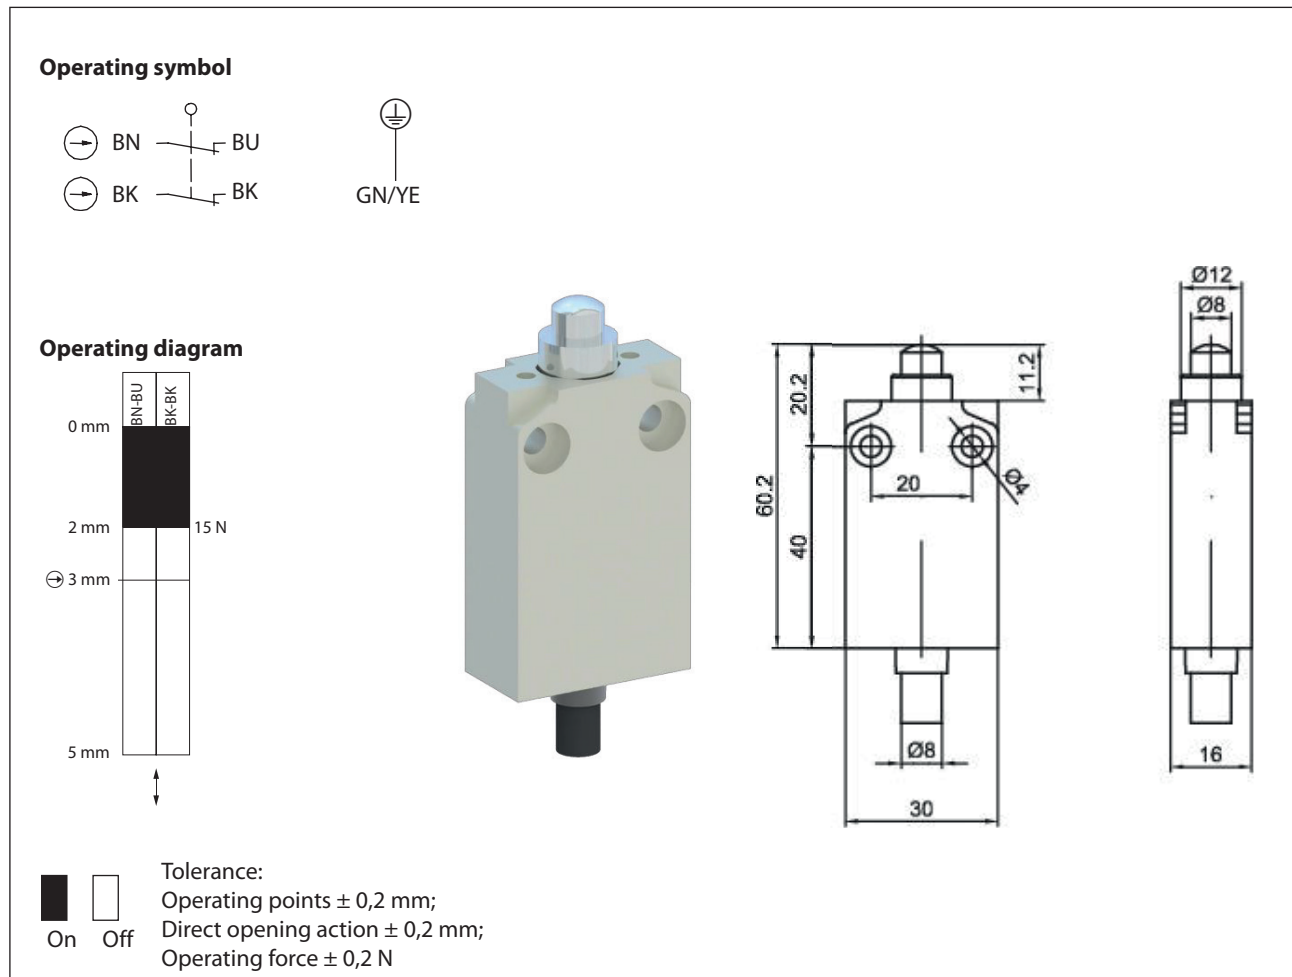 Operating symbol
BN BU
BK BK
GN/YE
Operating diagram
BN-BU
BK-BK
0 mm
2 mm 15 N
3 mm
5 mm
On Off
Tolerance:
Operating points ± 0,2 mm;
Direct opening action ± 0,2 mm;
Operating force ± 0,2 N
60.2
20.2
40
11.2
20
Ø4
Ø8
30
Ø12
Ø8
16